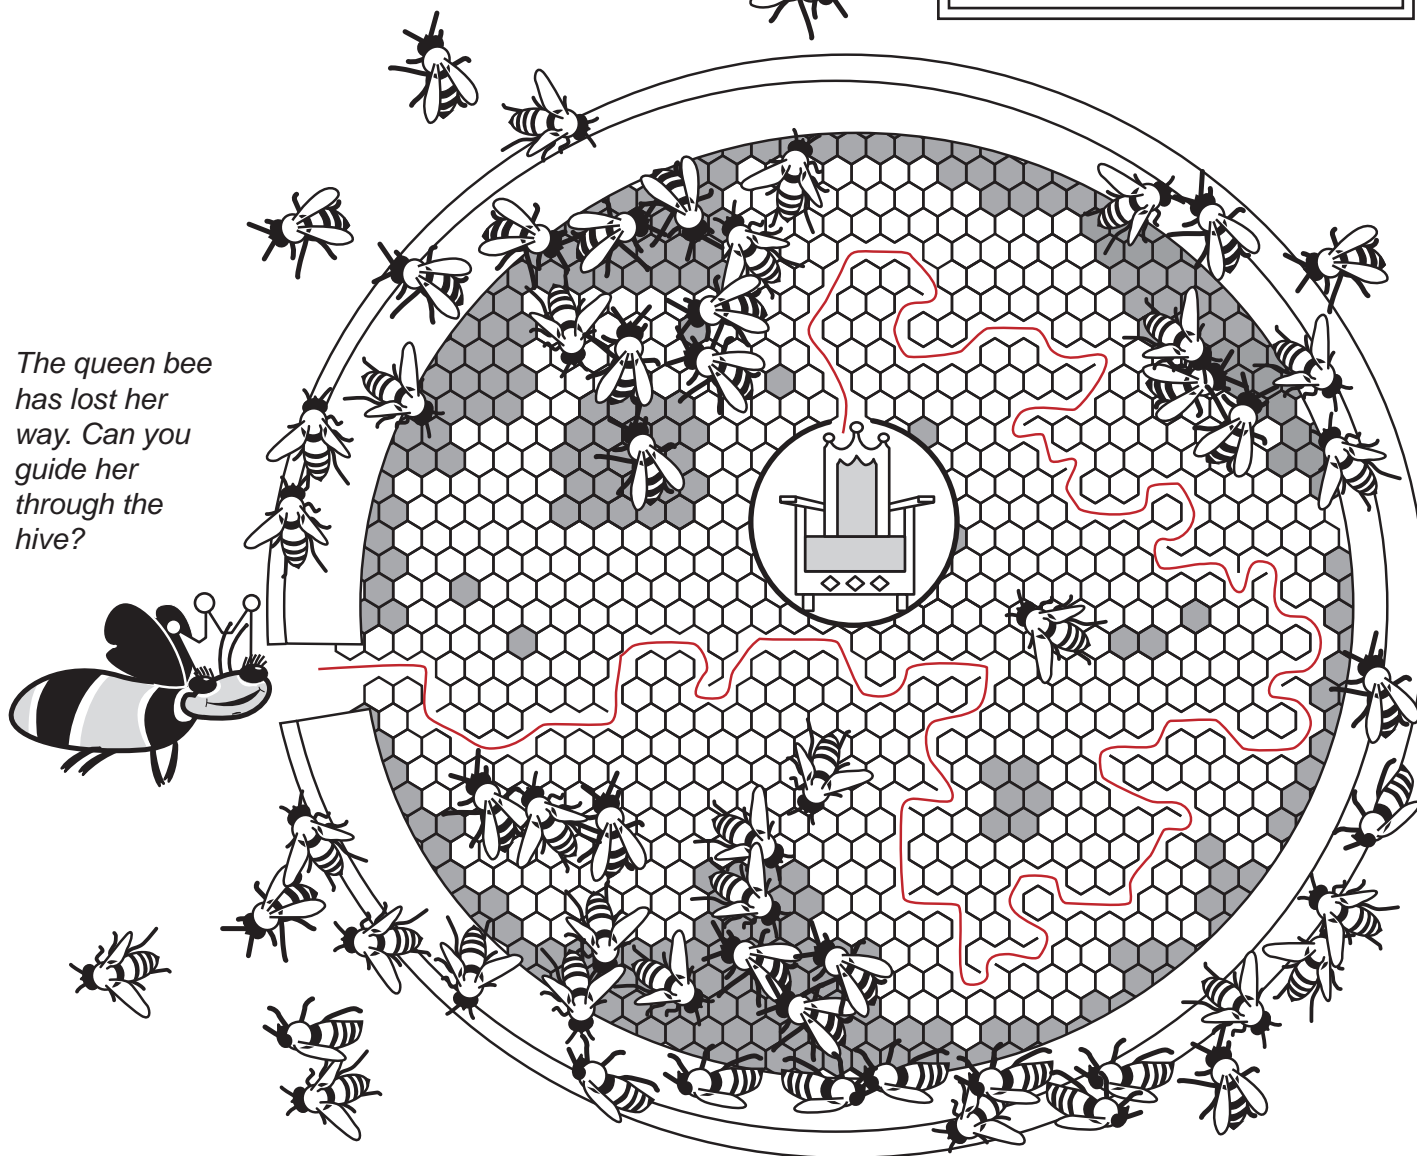 The queen bee
has lost her
way. Can you
guide her
through the
hive?